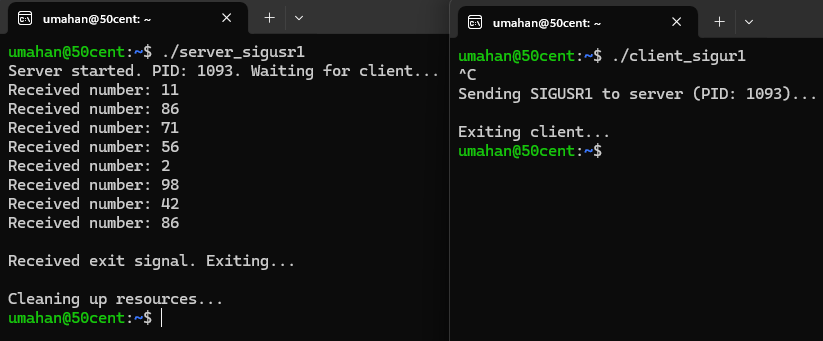 umahan@50cent: ~
umahan@50cent:~$ ./server_sigusr1
Server started. PID: 1093. Waiting for client...
Received number: 11
Received number: 86
Received number: 71
Received number: 56
Received number: 2
Received number: 98
Received number: 42
Received number: 86
Received exit signal. Exiting...
Cleaning up resources...
umahan@50cent:~$
umahan@50cent: ~
umahan@50cent:~$ ./client_sigur1
^C
Sending SIGUSR1 to server (PID: 1093)...
Exiting client...
umahan@50cent:~$